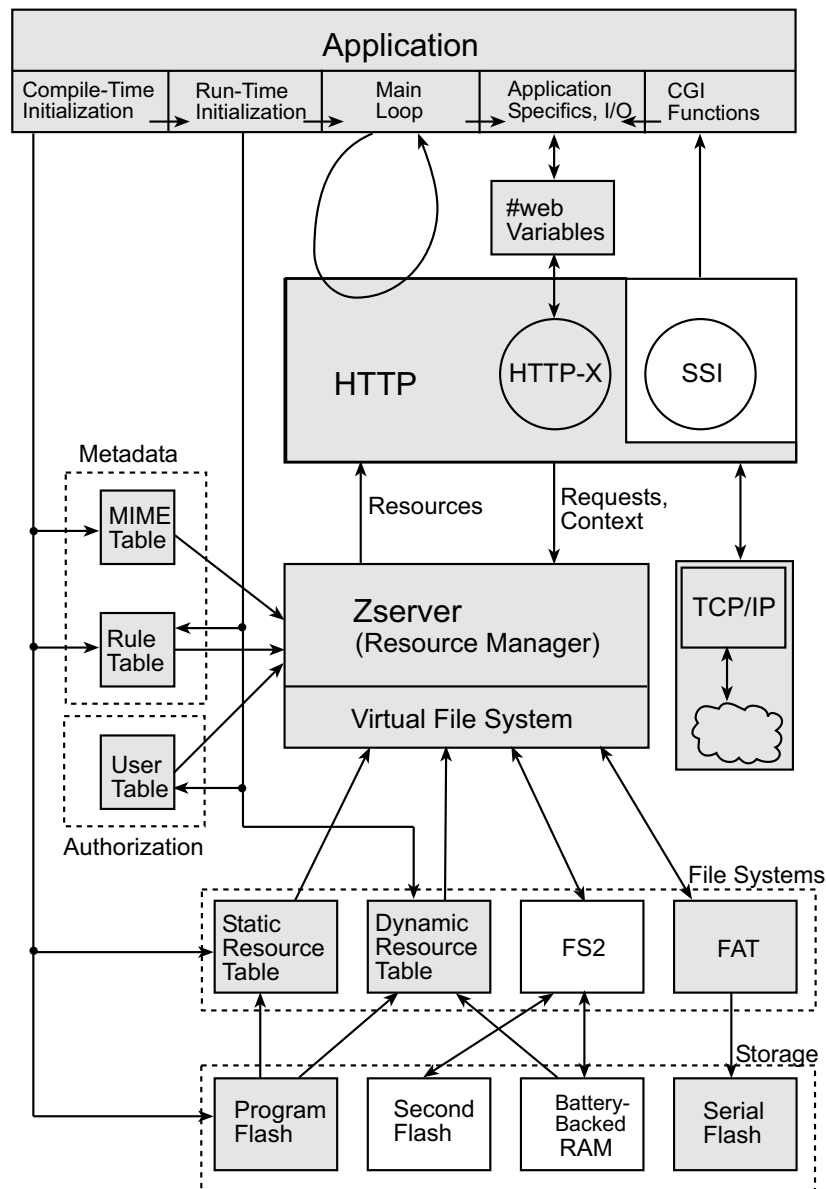 Application
Compile-Time
Initialization
Run-Time
Initialization
Main
Loop
Application
Specifics, I/O
CGI
Functions
#web
Variables
HTTP
HTTP-X
SSI
Metadata
MIME
Table
Rule
Table
User
Table
Authorization
Resources
Requests,
Context
Zserver
(Resource Manager)
Virtual File System
TCP/IP
File Systems
Static
Resource
Table
Dynamic
Resource
Table
FS2
FAT
Storage
Program
Flash
Second
Flash
Battery-
Backed
RAM
Serial
Flash